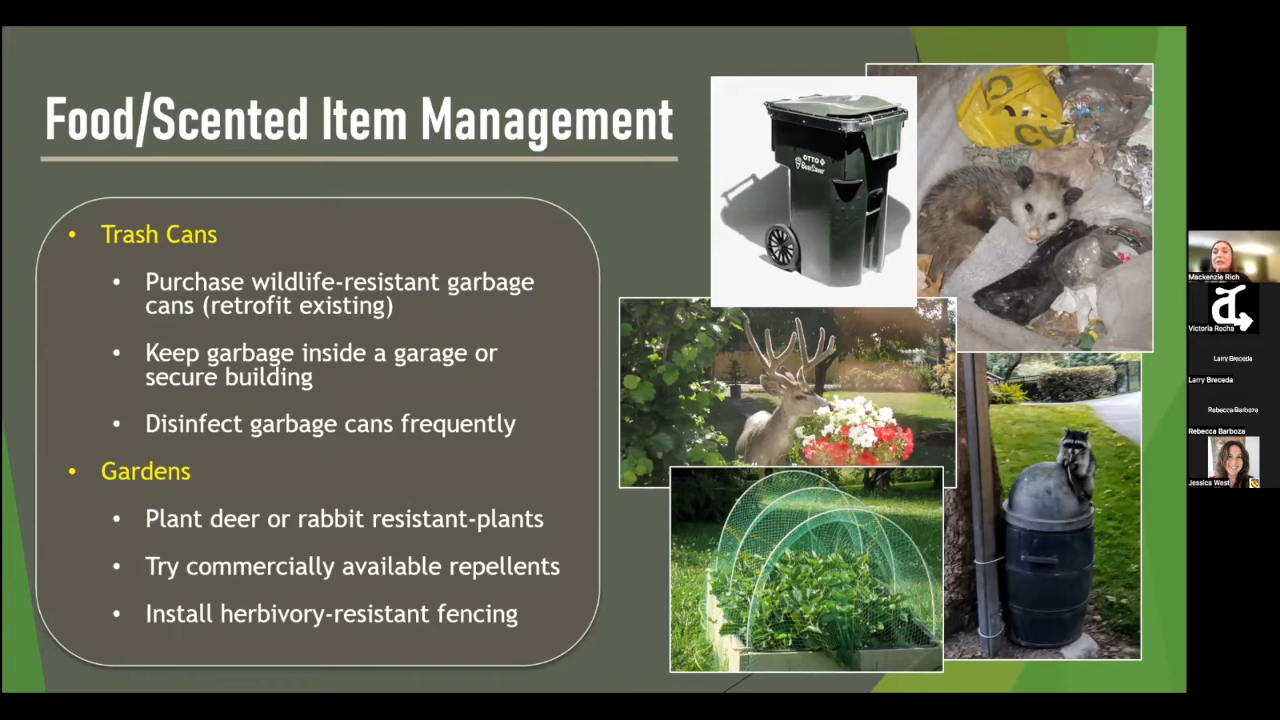 Food/Scented Item Management
• Trash Cans
• Purchase wildlife-resistant garbage
cans (retrofit existing)
• Keep garbage inside a garage or
secure building
• Disinfect garbage cans frequently
• Gardens
• Plant deer or rabbit resistant-plants
• Try commercially available repellents
• Install herbivory-resistant fencing
OTTO
BearSaver
Mackenzie Rich
Victoria Rocha
Larry Breceda
Larry Breceda
Rebecca Barboza
Rebecca Barboza
Jessica West